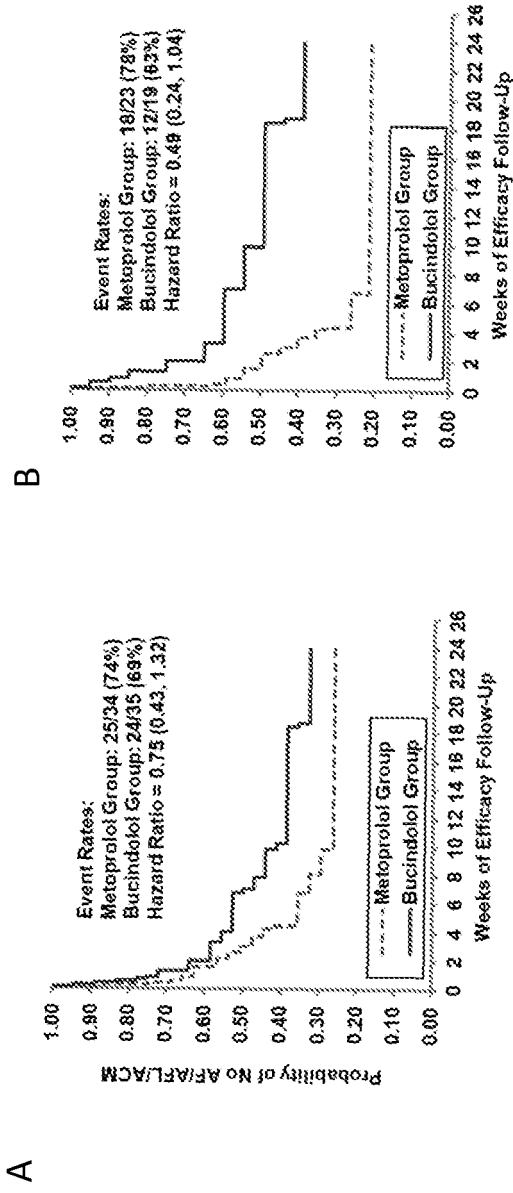 A
Probability of No AF/AFL/ACM
1.00
0.90
0.80
0.70
0.60
0.50
0.40
0.30
0.20
0.10
0.00
Event Rates:
Metoprolol Group: 25/34 (74%)
Bucindolol Group: 24/35 (69%)
Hazard Ratio = 0.75 (0.43, 1.32)
Metoprolol Group
Bucindolol Group
0 2 4 6 8 10 12 14 16 18 20 22 24 26
Weeks of Efficacy Follow-Up
B
1.00
0.90
0.80
0.70
0.60
0.50
0.40
0.30
0.20
0.10
0.00
Event Rates:
Metoprolol Group: 18/23 (78%)
Bucindolol Group: 12/19 (63%)
Hazard Ratio = 0.49 (0.24, 1.04)
Metoprolol Group
Bucindolol Group
0 2 4 6 8 10 12 14 16 18 20 22 24 26
Weeks of Efficacy Follow-Up